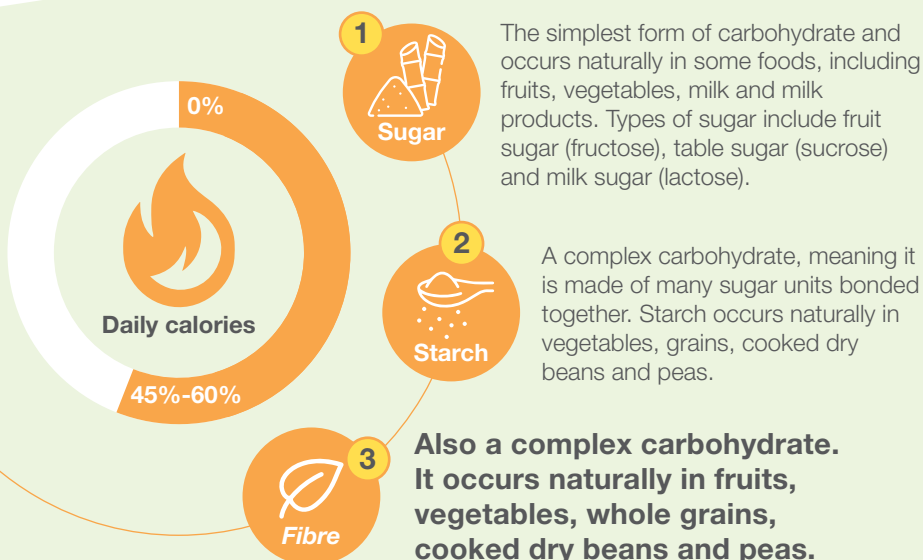 0%
Daily calories
45%-60%
1
Sugar
The simplest form of carbohydrate and
occurs naturally in some foods, including
fruits, vegetables, milk and milk
products. Types of sugar include fruit
sugar (fructose), table sugar (sucrose)
and milk sugar (lactose).
2
Starch
A complex carbohydrate, meaning it
is made of many sugar units bonded
together. Starch occurs naturally in
vegetables, grains, cooked dry
beans and peas.
3
Fibre
Also a complex carbohydrate.
It occurs naturally in fruits,
vegetables, whole grains,
cooked dry beans and peas.